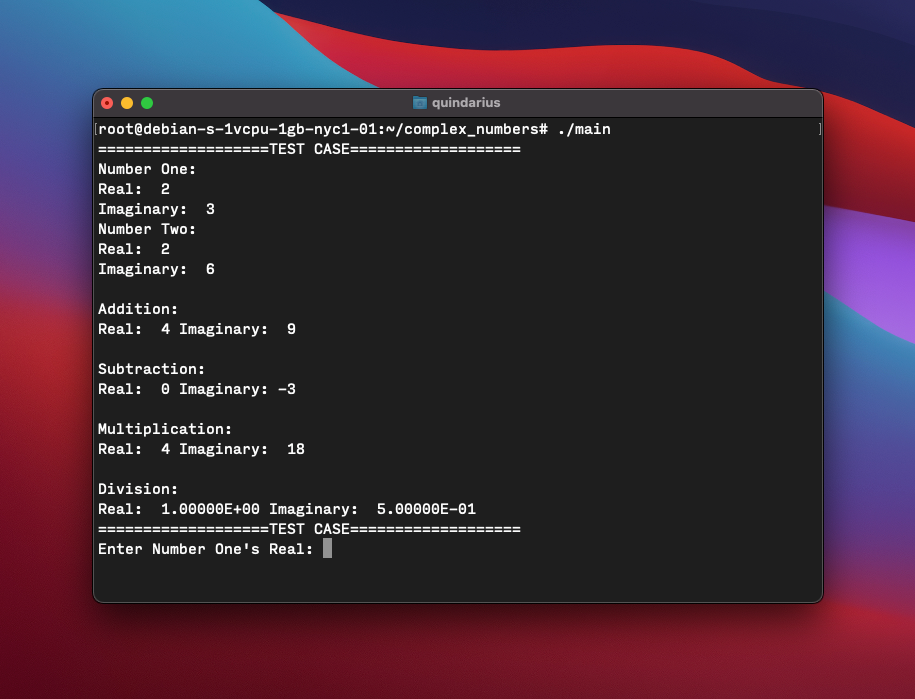 quindarius
[root@debian-s-1vcpu-1gb-nyc1-01:~/complex_numbers# ./main ]
===================TEST CASE===================
Number One:
Real:  2
Imaginary:  3
Number Two:
Real:  2
Imaginary:  6
Addition:
Real:  4 Imaginary:  9
Subtraction:
Real:  0 Imaginary: -3
Multiplication:
Real:  4 Imaginary:  18
Division:
Real:  1.00000E+00 Imaginary:  5.00000E-01
===================TEST CASE===================
Enter Number One's Real: